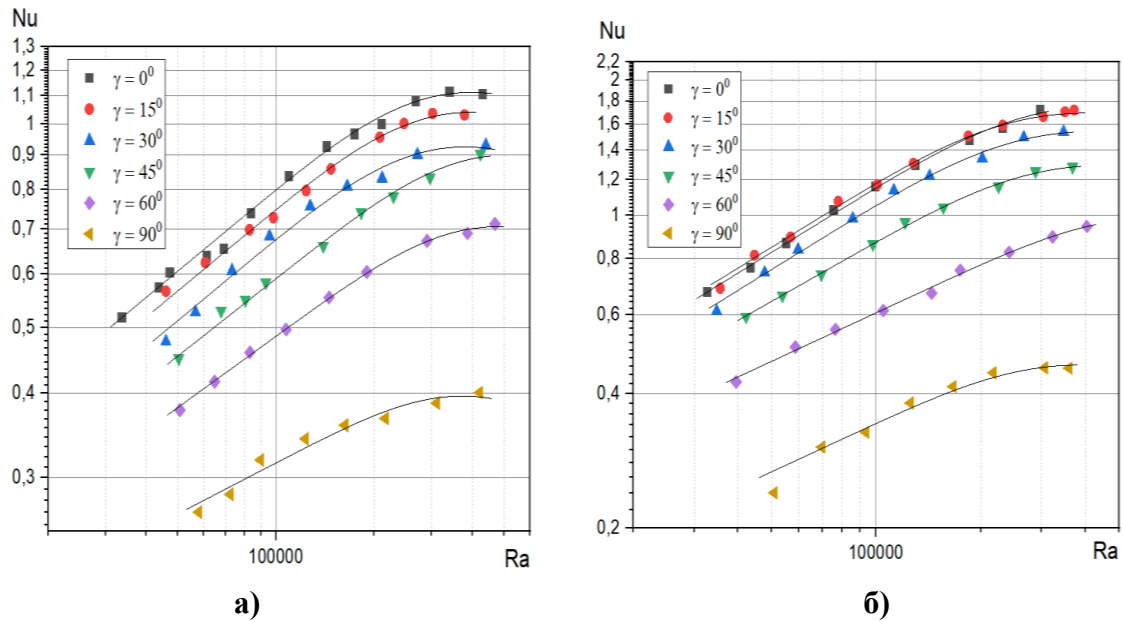 Nu
1,3
1,2
1,1
1
0,9
0,8
0,7
0,6
0,5
0,4
0,3
γ = 0⁰
γ = 15⁰
γ = 30⁰
γ = 45⁰
γ = 60⁰
γ = 90⁰
100000
Ra
а)
Nu
2,2
2
1,8
1,6
1,4
1,2
1
0,8
0,6
0,4
0,2
γ = 0⁰
γ = 15⁰
γ = 30⁰
γ = 45⁰
γ = 60⁰
γ = 90⁰
100000
Ra
б)